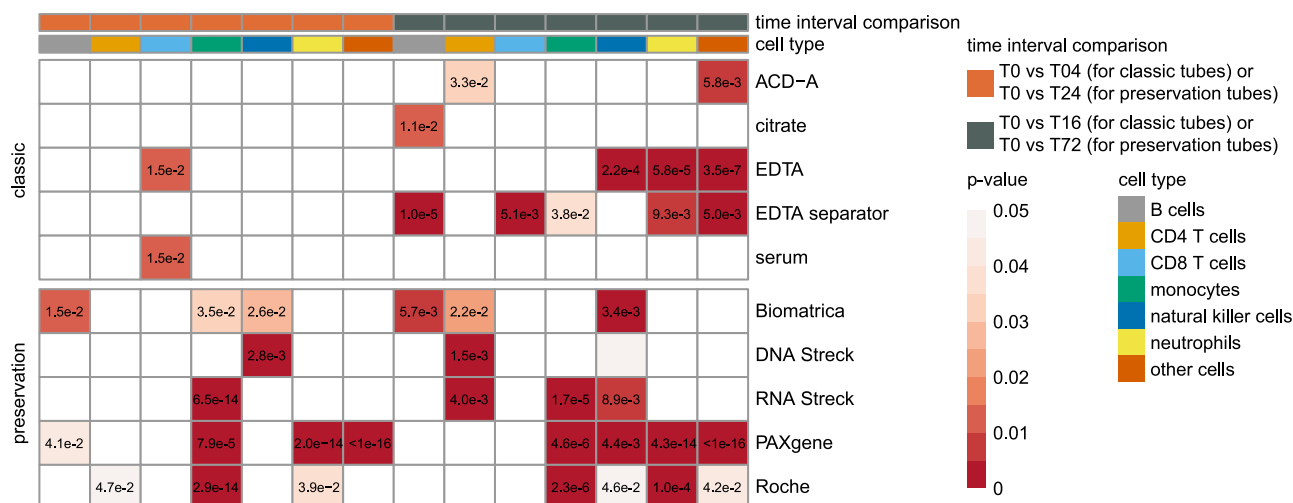 time interval comparison
cell type
classic
3.3e-2 5.8e-3 ACD−A
1.1e-2 citrate
1.5e-2 2.2e-4 5.8e-5 3.5e-7 EDTA
1.0e-5 5.1e-3 3.8e-2 9.3e-3 5.0e-3 EDTA separator
1.5e-2 serum
preservation
1.5e-2 3.5e-2 2.6e-2 5.7e-3 2.2e-2 3.4e-3 Biomatrica
2.8e-3 1.5e-3 DNA Streck
6.5e-14 4.0e-3 1.7e-5 8.9e-3 RNA Streck
4.1e-2 7.9e-5 2.0e−14 <1e-16 4.6e-6 4.4e-3 4.3e-14 <1e-16 PAXgene
4.7e-2 2.9e-14 3.9e−2 2.3e-6 4.6e-2 1.0e-4 4.2e-2 Roche
time interval comparison
T0 vs T04 (for classic tubes) or
T0 vs T24 (for preservation tubes)
T0 vs T16 (for classic tubes) or
T0 vs T72 (for preservation tubes)
p-value
0.05
0.04
0.03
0.02
0.01
0
cell type
B cells
CD4 T cells
CD8 T cells
monocytes
natural killer cells
neutrophils
other cells